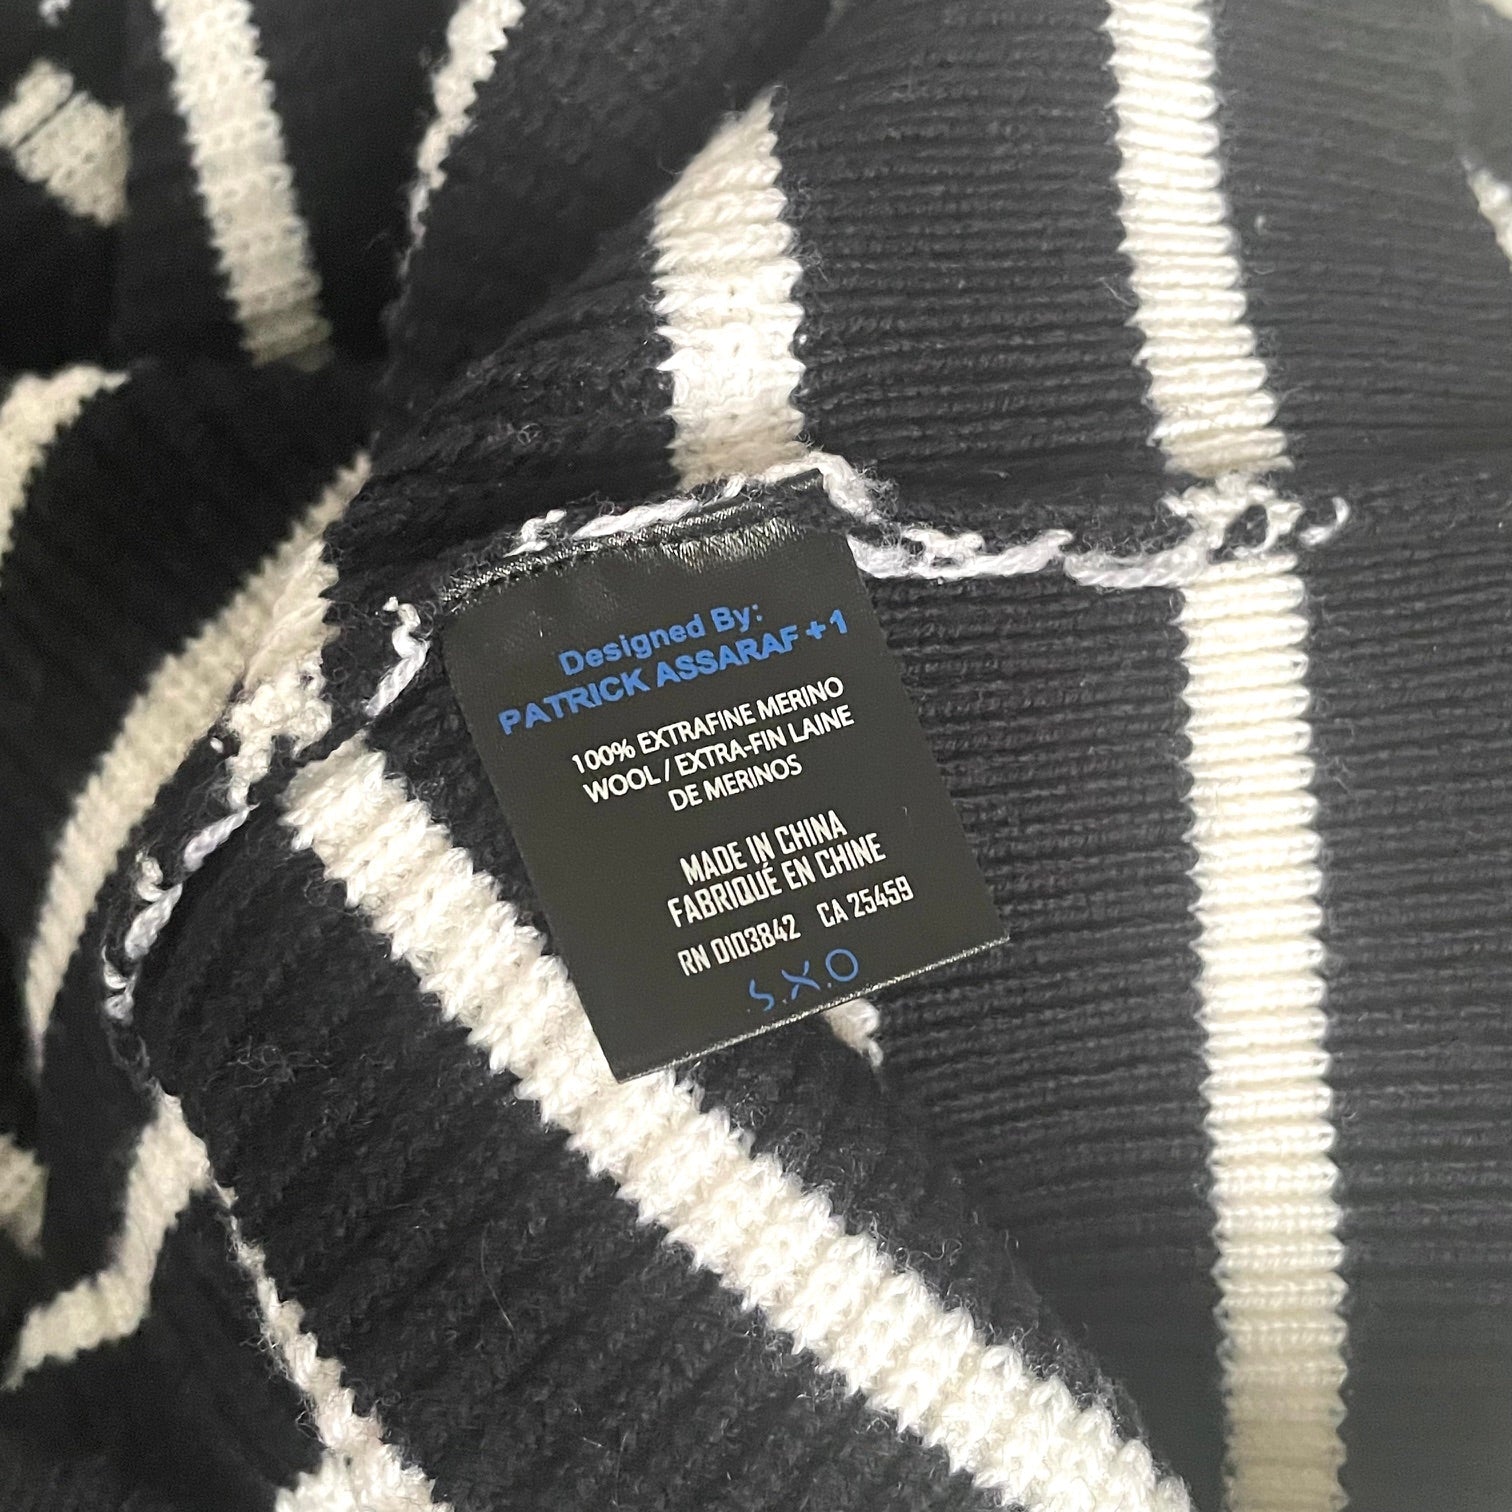 Designed By:
PATRICK ASSARAF + 1
100% EXTRAFINE MERINO
WOOL / EXTRA-FIN LAINE
DE MERINOS
MADE IN CHINA
FABRIQUÉ EN CHINE
RN 0103842 CA 25459
S.X.O